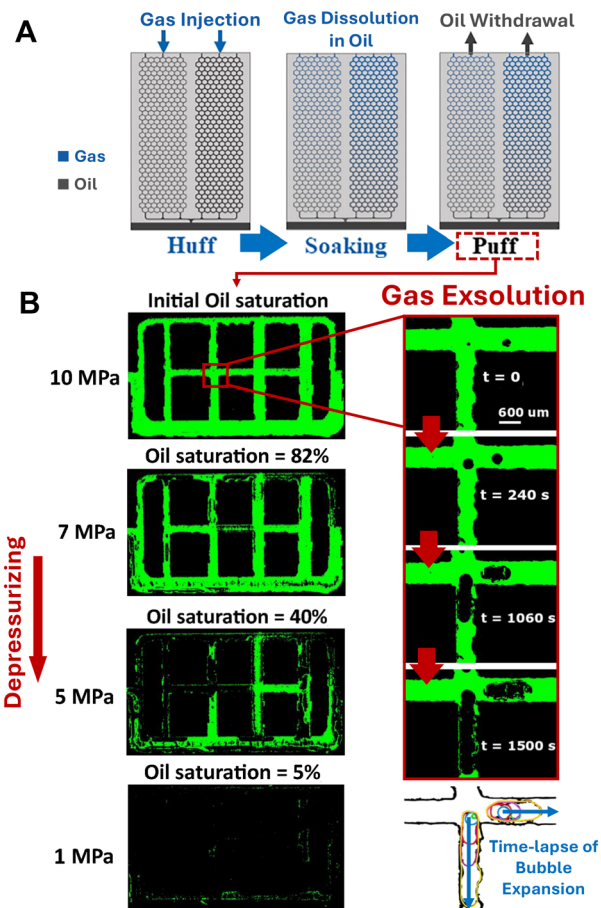 A
Gas Injection
Gas Dissolution
in Oil
Oil Withdrawal
Gas
Oil
Huff
Soaking
Puff
B
Initial Oil saturation
Gas Exsolution
10 MPa
t = 0
600 um
Oil saturation = 82%
t = 240 s
7 MPa
Depressurizing
Oil saturation = 40%
t = 1060 s
5 MPa
t = 1500 s
Oil saturation = 5%
1 MPa
Time-lapse of
Bubble
Expansion